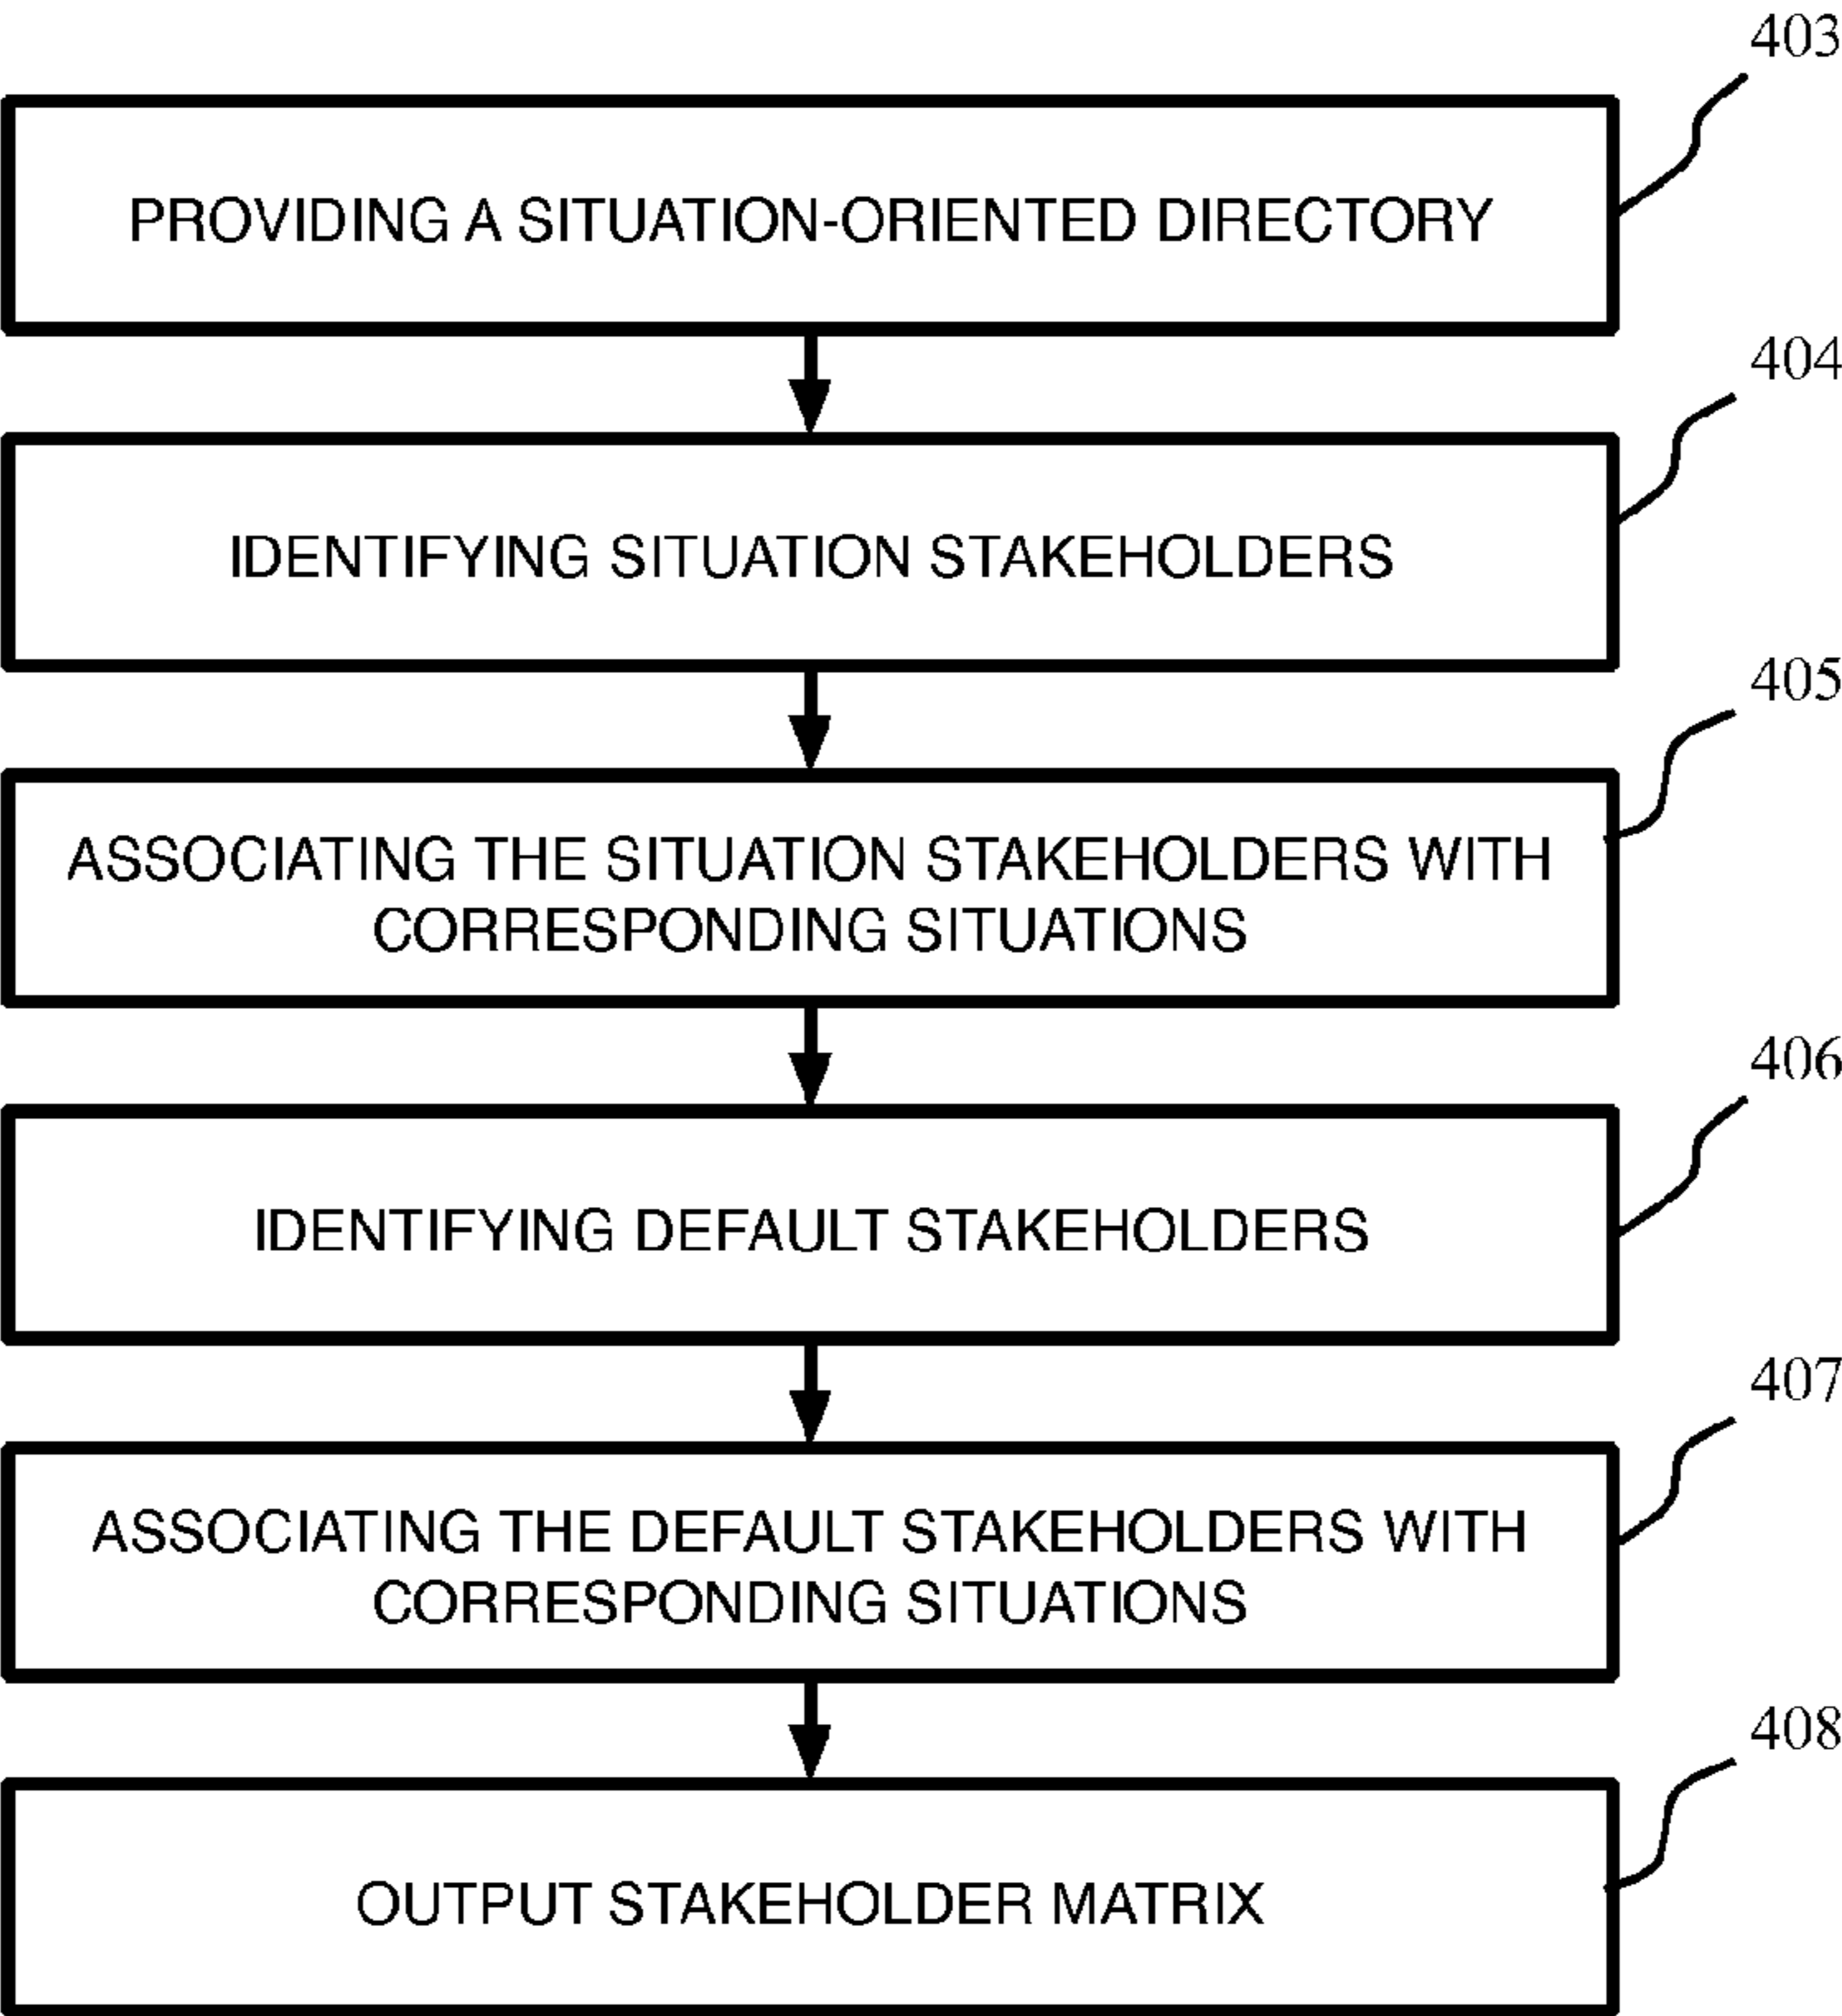 403
PROVIDING A SITUATION-ORIENTED DIRECTORY
404
IDENTIFYING SITUATION STAKEHOLDERS
405
ASSOCIATING THE SITUATION STAKEHOLDERS WITH
CORRESPONDING SITUATIONS
406
IDENTIFYING DEFAULT STAKEHOLDERS
407
ASSOCIATING THE DEFAULT STAKEHOLDERS WITH
CORRESPONDING SITUATIONS
408
OUTPUT STAKEHOLDER MATRIX